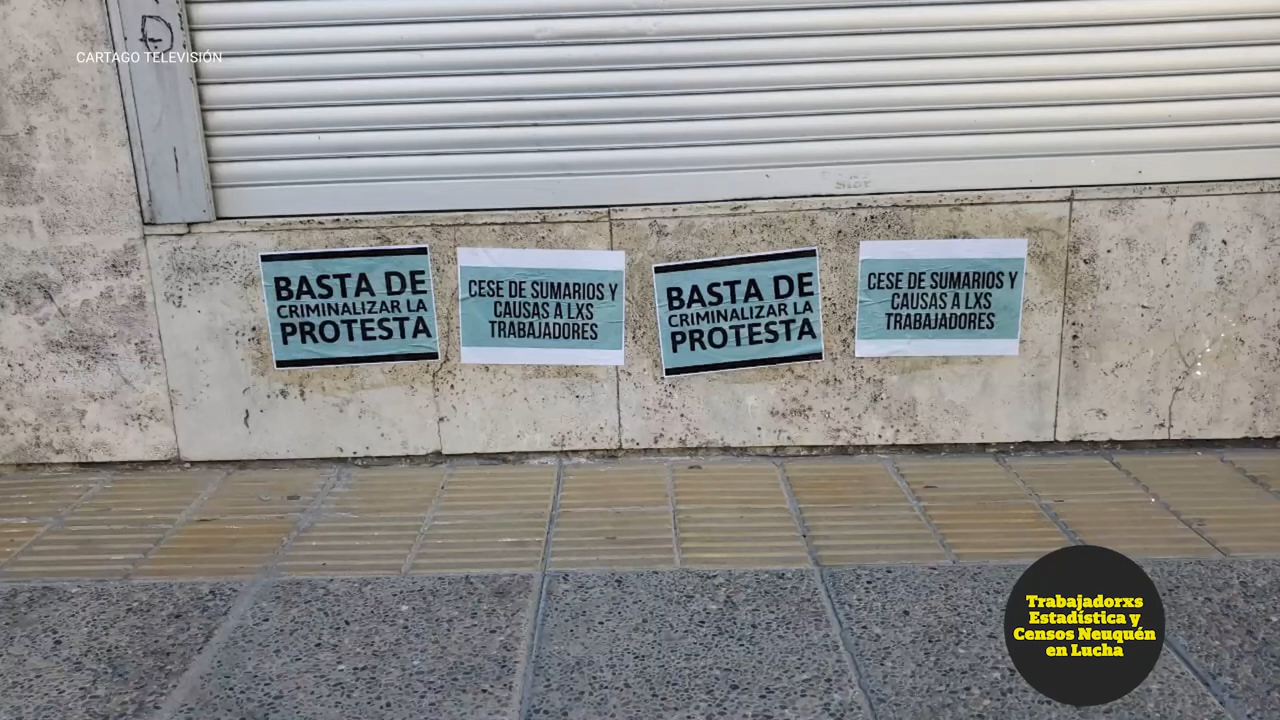 CARTAGO TELEVISIÓN
BASTA DE
CRIMINALIZAR LA
PROTESTA
CESE DE SUMARIOS Y
CAUSAS A LXS
TRABAJADORES
BASTA DE
CRIMINALIZAR LA
PROTESTA
CESE DE SUMARIOS Y
CAUSAS A LXS
TRABAJADORES
Trabajadorxs
Estadística y
Censos Neuquén
en Lucha